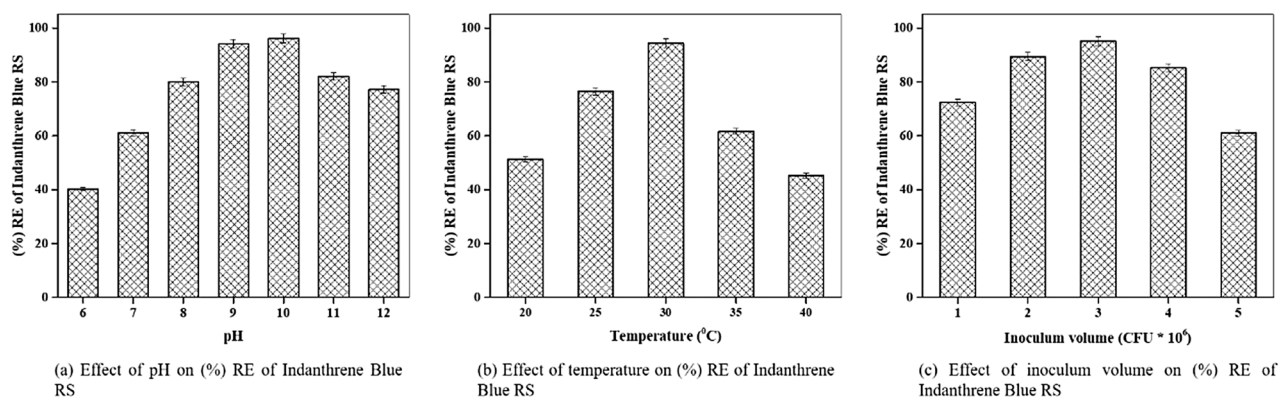 (%) RE of Indanthrene Blue RS
100
80
60
40
20
0
6 7 8 9 10 11 12
pH
(a) Effect of pH on (%) RE of Indanthrene Blue
RS
(%) RE of Indanthrene Blue RS
100
80
60
40
20
0
20 25 30 35 40
Temperature (⁰C)
(b) Effect of temperature on (%) RE of Indanthrene
Blue RS
(%) RE of Indanthrene Blue RS
100
80
60
40
20
0
1 2 3 4 5
Inoculum volume (CFU * 10⁶)
(c) Effect of inoculum volume on (%) RE of
Indanthrene Blue RS